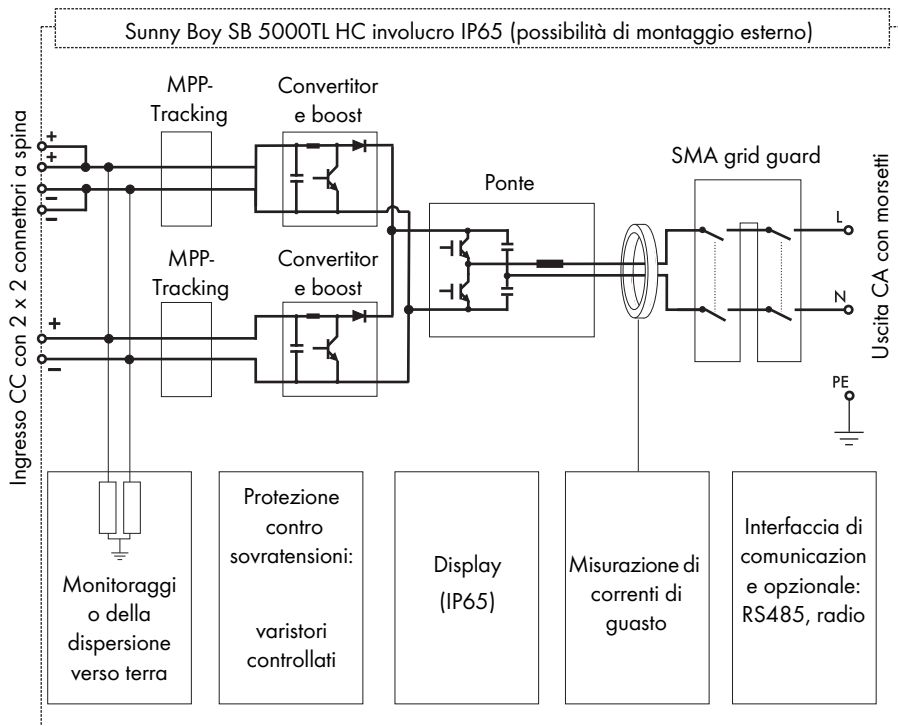 Sunny Boy SB 5000TL HC involucro IP65 (possibilità di montaggio esterno)
Ingresso CC con 2 x 2 connettori a spina
MPP-
Tracking
Convertitor
e boost
+
+
−
−
Ponte
SMA grid guard
L
N
PE
Uscita CA con morsetti
MPP-
Tracking
Convertitor
e boost
+
−
Monitoraggi
o della
dispersione
verso terra
Protezione
contro
sovratensioni:
varistori
controllati
Display
(IP65)
Misurazione di
correnti di
guasto
Interfaccia di
comunicazion
e opzionale:
RS485, radio